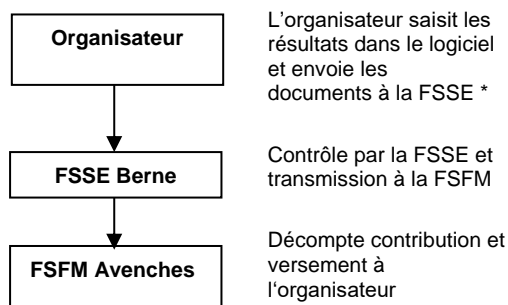 Organisateur
L'organisateur saisit les
résultats dans le logiciel
et envoie les
documents à la FSSE *
FSSE Berne
Contrôle par la FSSE et
transmission à la FSFM
FSFM Avenches
Décompte contribution et
versement à
l'organisateur